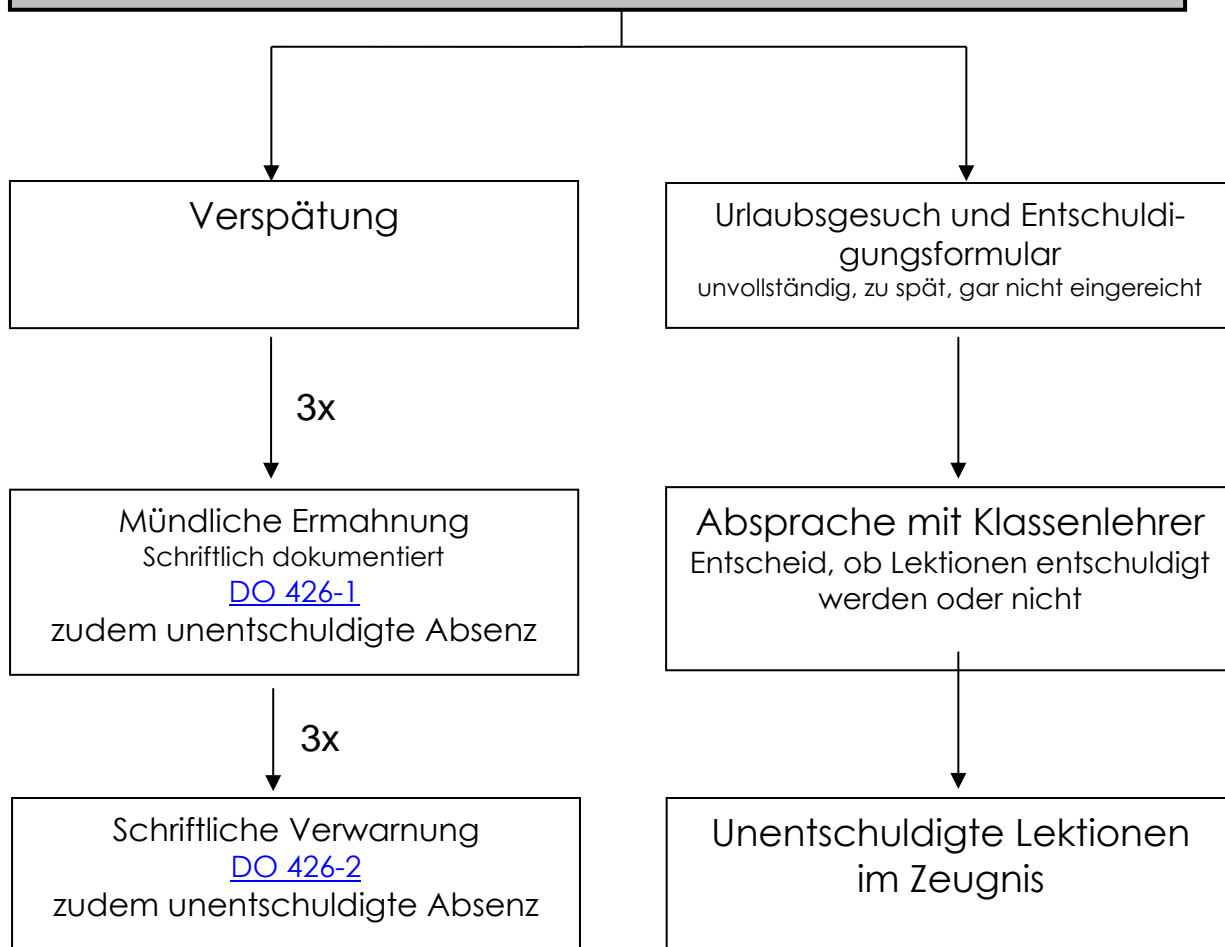 Verspätung
Urlaubsgesuch und Entschuldi-
gungsformular
unvollständig, zu spät, gar nicht eingereicht
3x
Mündliche Ermahnung
Schriftlich dokumentiert
DO 426-1
zudem unentschuldigte Absenz
Absprache mit Klassenlehrer
Entscheid, ob Lektionen entschuldigt
werden oder nicht
3x
Schriftliche Verwarnung
DO 426-2
zudem unentschuldigte Absenz
Unentschuldigte Lektionen
im Zeugnis